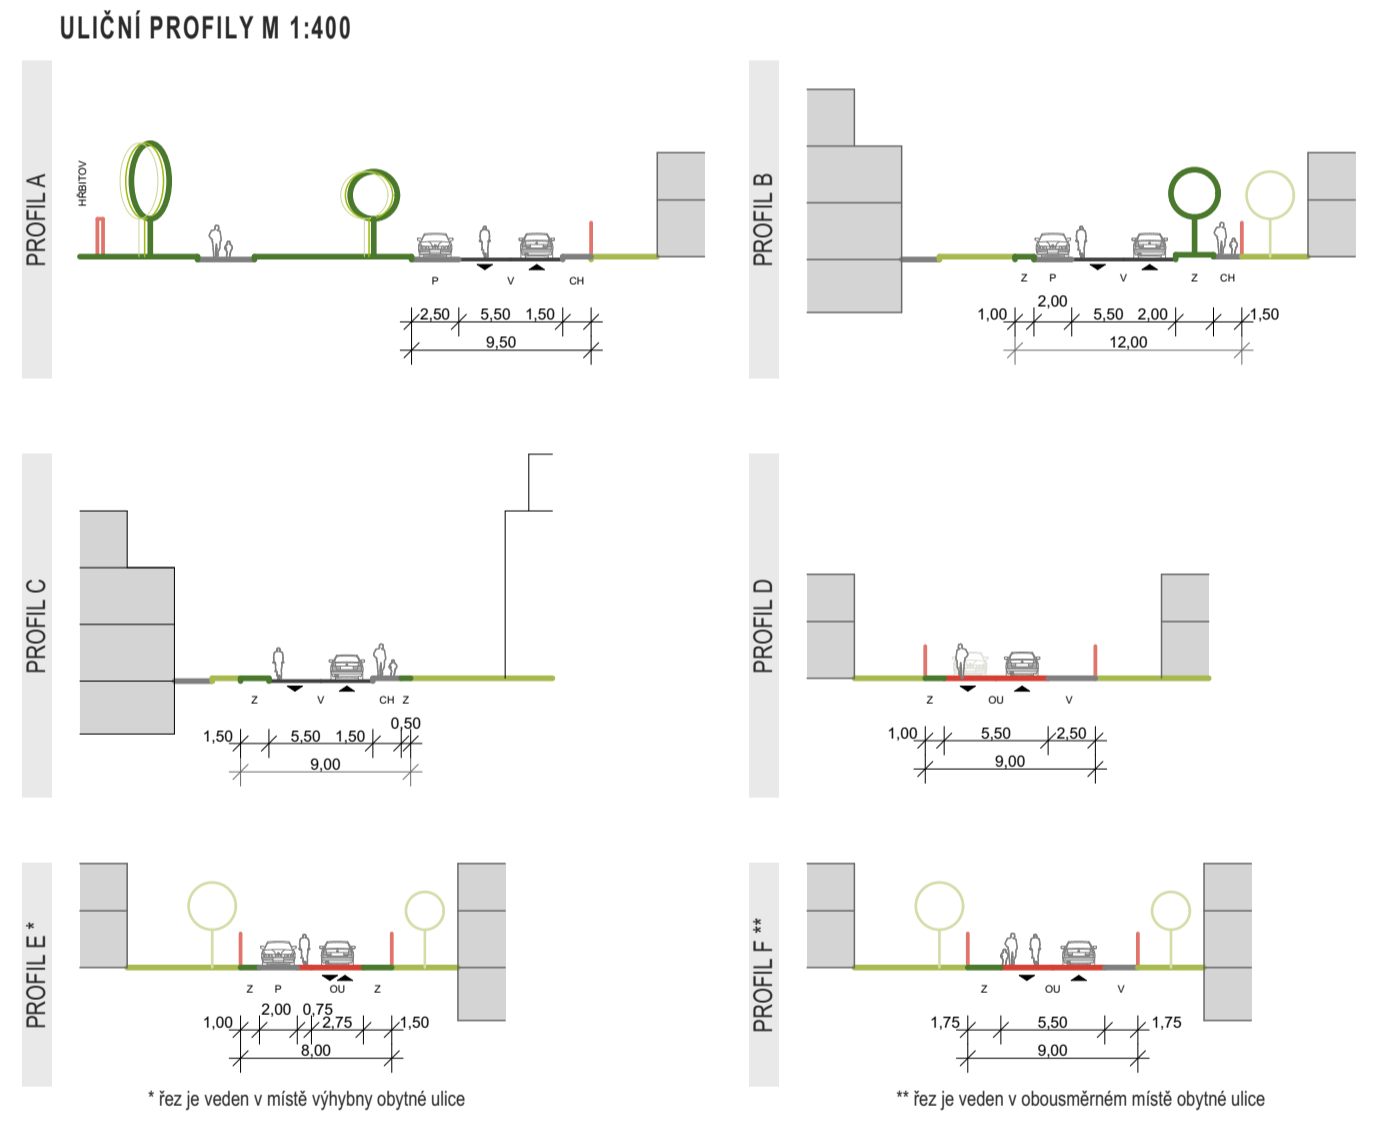 ULIČNÍ PROFILY M 1:400
PROFIL A
HŘBITOV
P V CH
2,50 5,50 1,50
9,50
PROFIL B
Z P V Z CH
2,00
1,00 5,50 2,00 1,50
12,00
PROFIL C
Z V CH Z
0,50
1,50 5,50 1,50
9,00
PROFIL D
Z OU V
1,00 5,50 2,50
9,00
PROFIL E *
Z P OU Z
2,00 0,75
1,00 2,75 1,50
8,00
* řez je veden v místě výhybny obytné ulice
PROFIL F **
Z OU V
1,75 5,50 1,75
9,00
** řez je veden v obousměrném místě obytné ulice